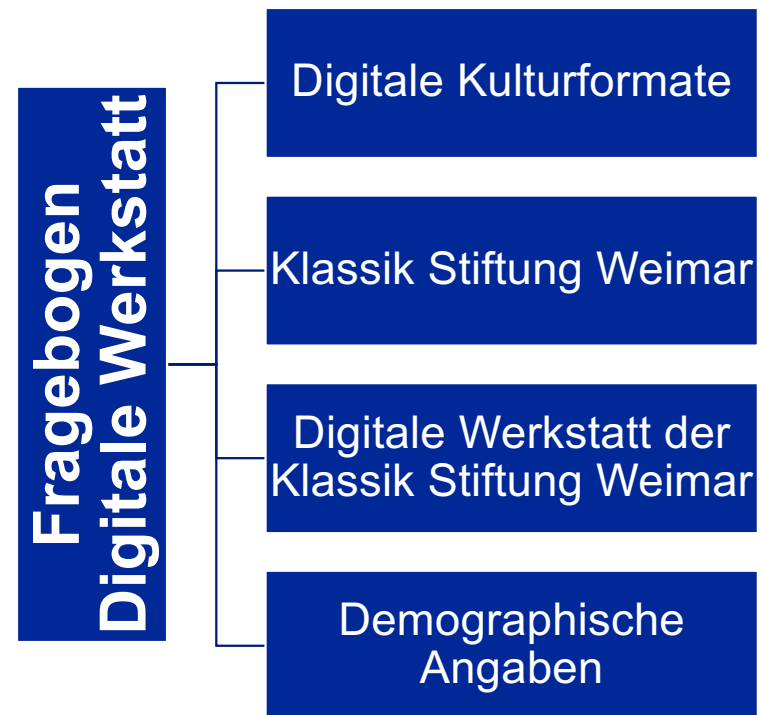 Fragebogen
Digitale Werkstatt
Digitale Kulturformate
Klassik Stiftung Weimar
Digitale Werkstatt der
Klassik Stiftung Weimar
Demographische
Angaben